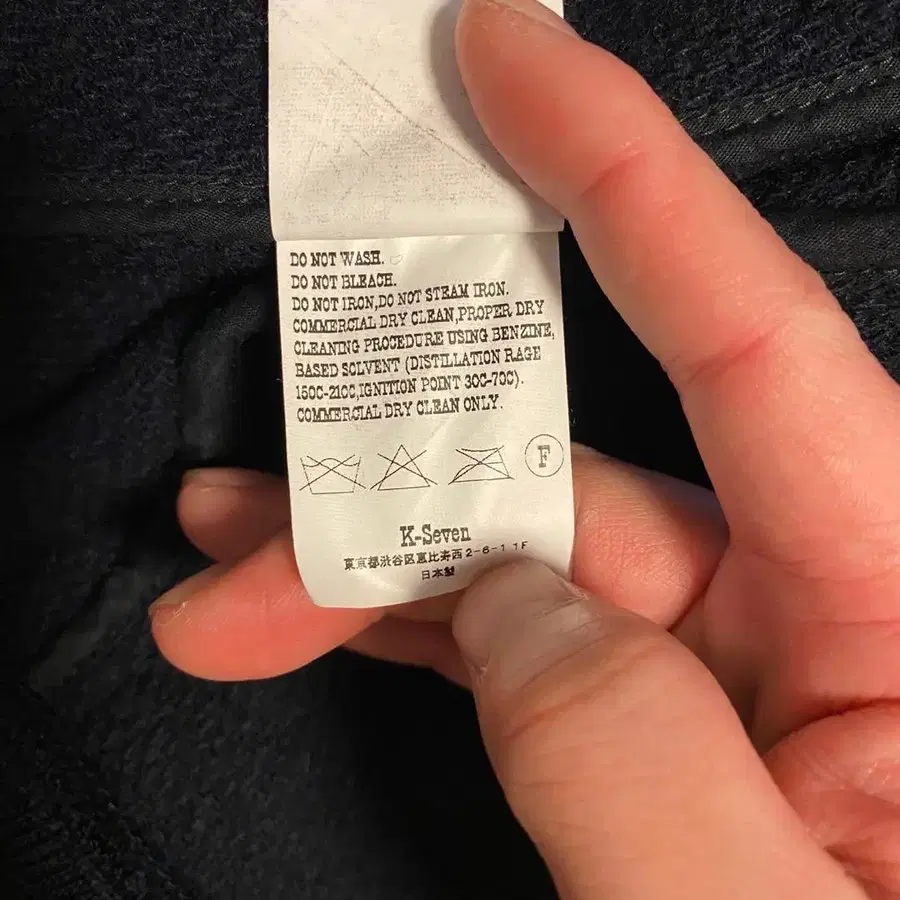 DO NOT WASH.
DO NOT BLEACH.
DO NOT IRON,DO NOT STEAM IRON.
COMMERCIAL DRY CLEAN,PROPER DRY
CLEANING PROCEDURE USING BENZINE,
BASED SOLVENT (DISTILLATION RAGE
150C-210C,IGNITION POINT 30C-70C).
COMMERCIAL DRY CLEAN ONLY.
F
K-Seven
東京都渋谷区恵比寿西2-6-1 1F
日本製